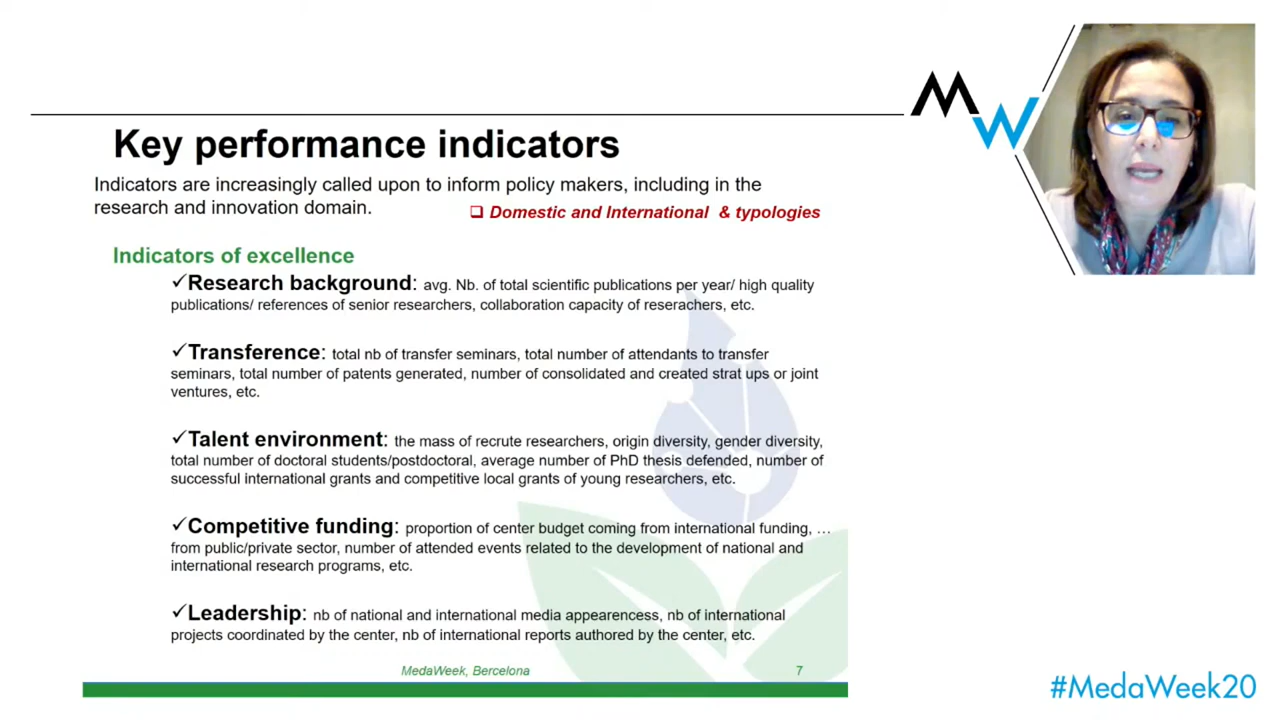 Key performance indicators
Indicators are increasingly called upon to inform policy makers, including in the
research and innovation domain.
❑ Domestic and International & typologies
Indicators of excellence
✓Research background: avg. Nb. of total scientific publications per year/ high quality
publications/ references of senior researchers, collaboration capacity of reserachers, etc.
✓Transference: total nb of transfer seminars, total number of attendants to transfer
seminars, total number of patents generated, number of consolidated and created strat ups or joint
ventures, etc.
✓Talent environment: the mass of recrute researchers, origin diversity, gender diversity,
total number of doctoral students/postdoctoral, average number of PhD thesis defended, number of
successful international grants and competitive local grants of young researchers, etc.
✓Competitive funding: proportion of center budget coming from international funding, …
from public/private sector, number of attended events related to the development of national and
international research programs, etc.
✓Leadership: nb of national and international media appearencess, nb of international
projects coordinated by the center, nb of international reports authored by the center, etc.
MedaWeek, Bercelona 7
MW
#MedaWeek20